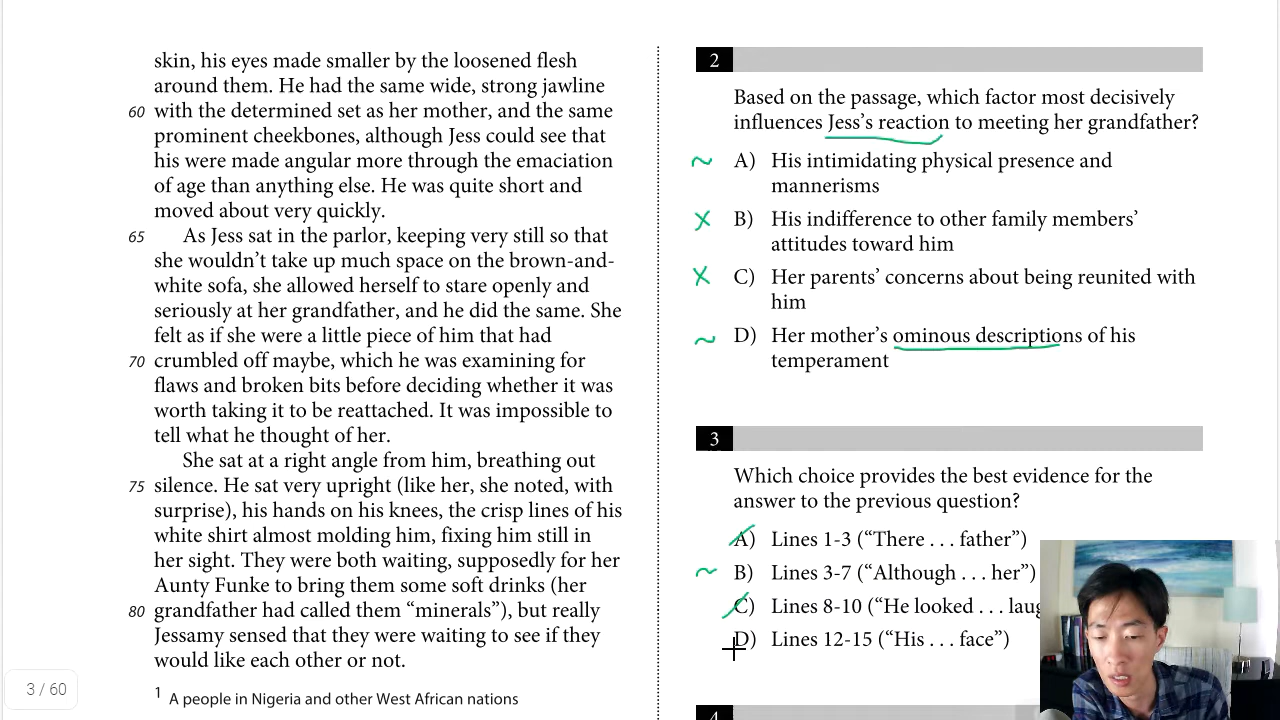 skin, his eyes made smaller by the loosened flesh
around them. He had the same wide, strong jawline
60 with the determined set as her mother, and the same
prominent cheekbones, although Jess could see that
his were made angular more through the emaciation
of age than anything else. He was quite short and
moved about very quickly.
65 As Jess sat in the parlor, keeping very still so that
she wouldn’t take up much space on the brown-and-
white sofa, she allowed herself to stare openly and
seriously at her grandfather, and he did the same. She
felt as if she were a little piece of him that had
70 crumbled off maybe, which he was examining for
flaws and broken bits before deciding whether it was
worth taking it to be reattached. It was impossible to
tell what he thought of her.
She sat at a right angle from him, breathing out
75 silence. He sat very upright (like her, she noted, with
surprise), his hands on his knees, the crisp lines of his
white shirt almost molding him, fixing him still in
her sight. They were both waiting, supposedly for her
Aunty Funke to bring them some soft drinks (her
80 grandfather had called them “minerals”), but really
Jessamy sensed that they were waiting to see if they
would like each other or not.
1 A people in Nigeria and other West African nations
3 / 60
2
Based on the passage, which factor most decisively
influences Jess’s reaction to meeting her grandfather?
A) His intimidating physical presence and
mannerisms
B) His indifference to other family members’
attitudes toward him
C) Her parents’ concerns about being reunited with
him
D) Her mother’s ominous descriptions of his
temperament
3
Which choice provides the best evidence for the
answer to the previous question?
A) Lines 1-3 (“There . . . father”)
B) Lines 3-7 (“Although . . . her”)
C) Lines 8-10 (“He looked . . .
D) Lines 12-15 (“His . . . face”)
4